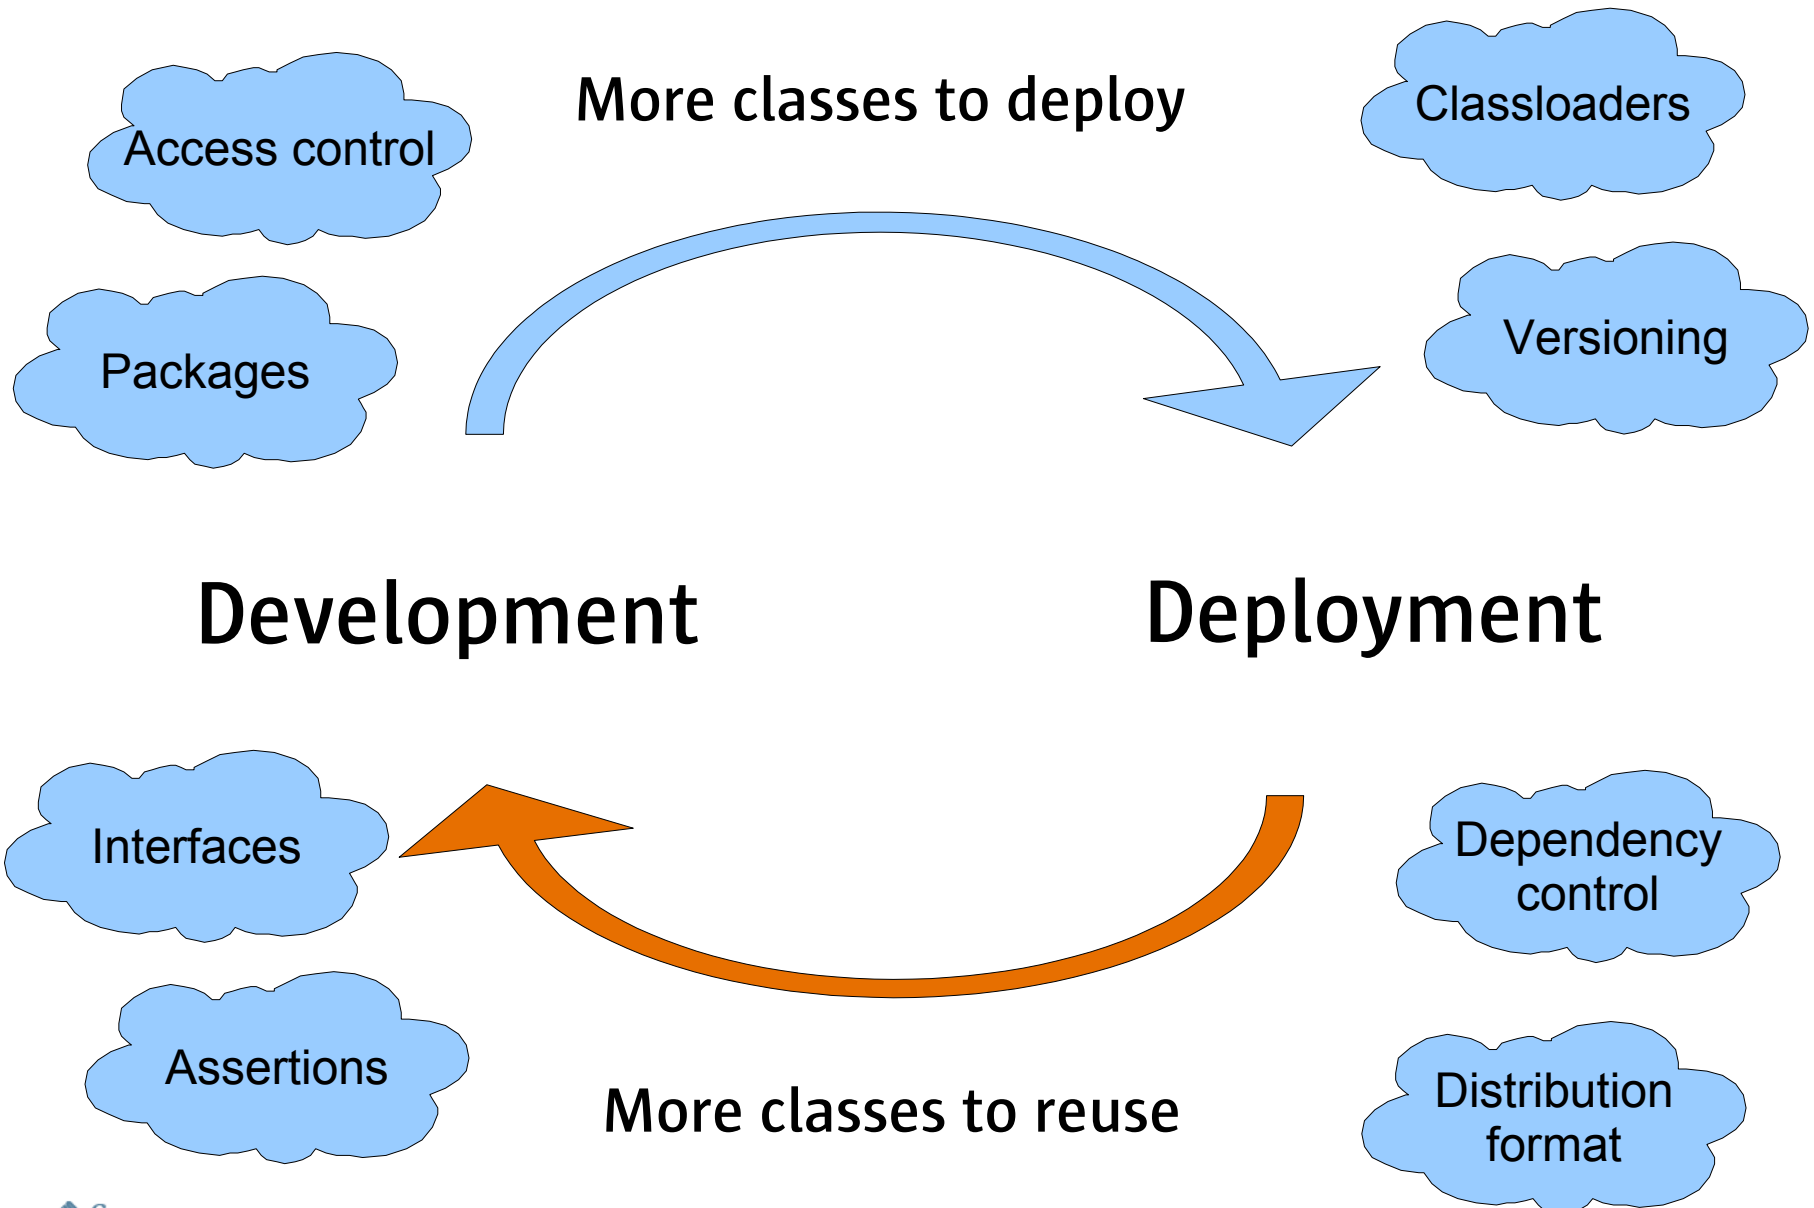 More classes to deploy
Access control
Classloaders
Packages
Versioning
Development
Deployment
Interfaces
Dependency
control
Assertions
More classes to reuse
Distribution
format